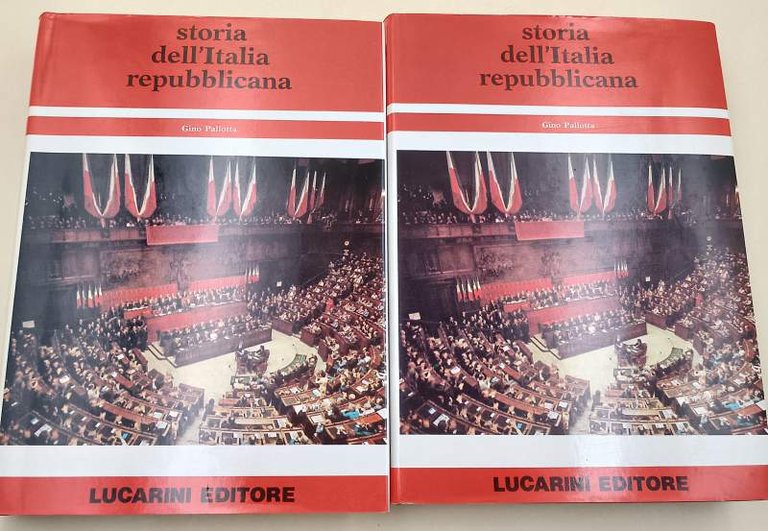 storia
dell'Italia
repubblicana
Gino Pallotta
LUCARINI EDITORE
storia
dell'Italia
repubblicana
Gino Pallotta
LUCARINI EDITORE